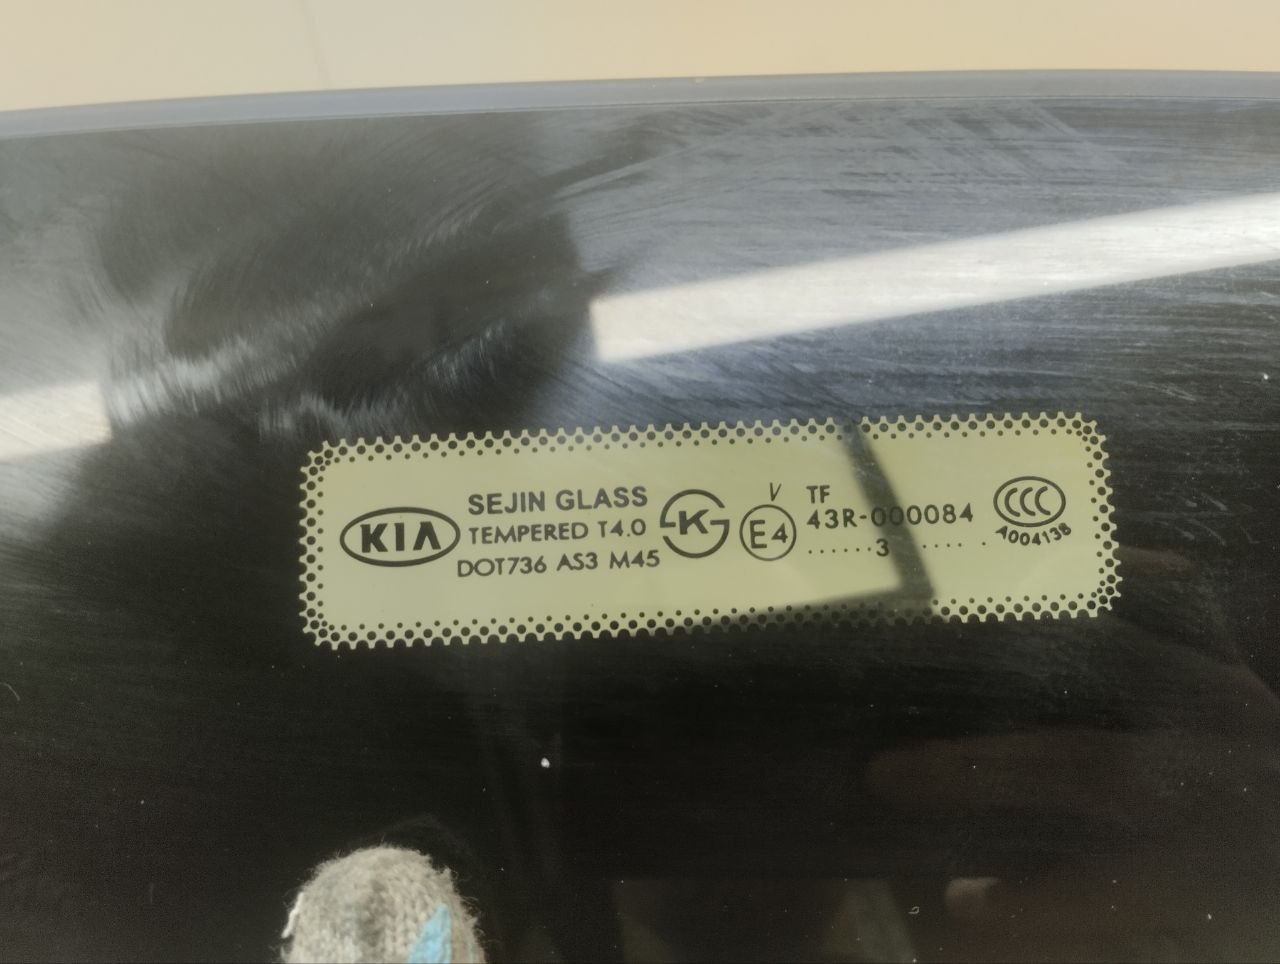 KIA
SEJIN GLASS
TEMPERED T4.0
DOT736 AS3 M45
K
V
E4
TF
43R-000084
......3...... .
CCC
A004138